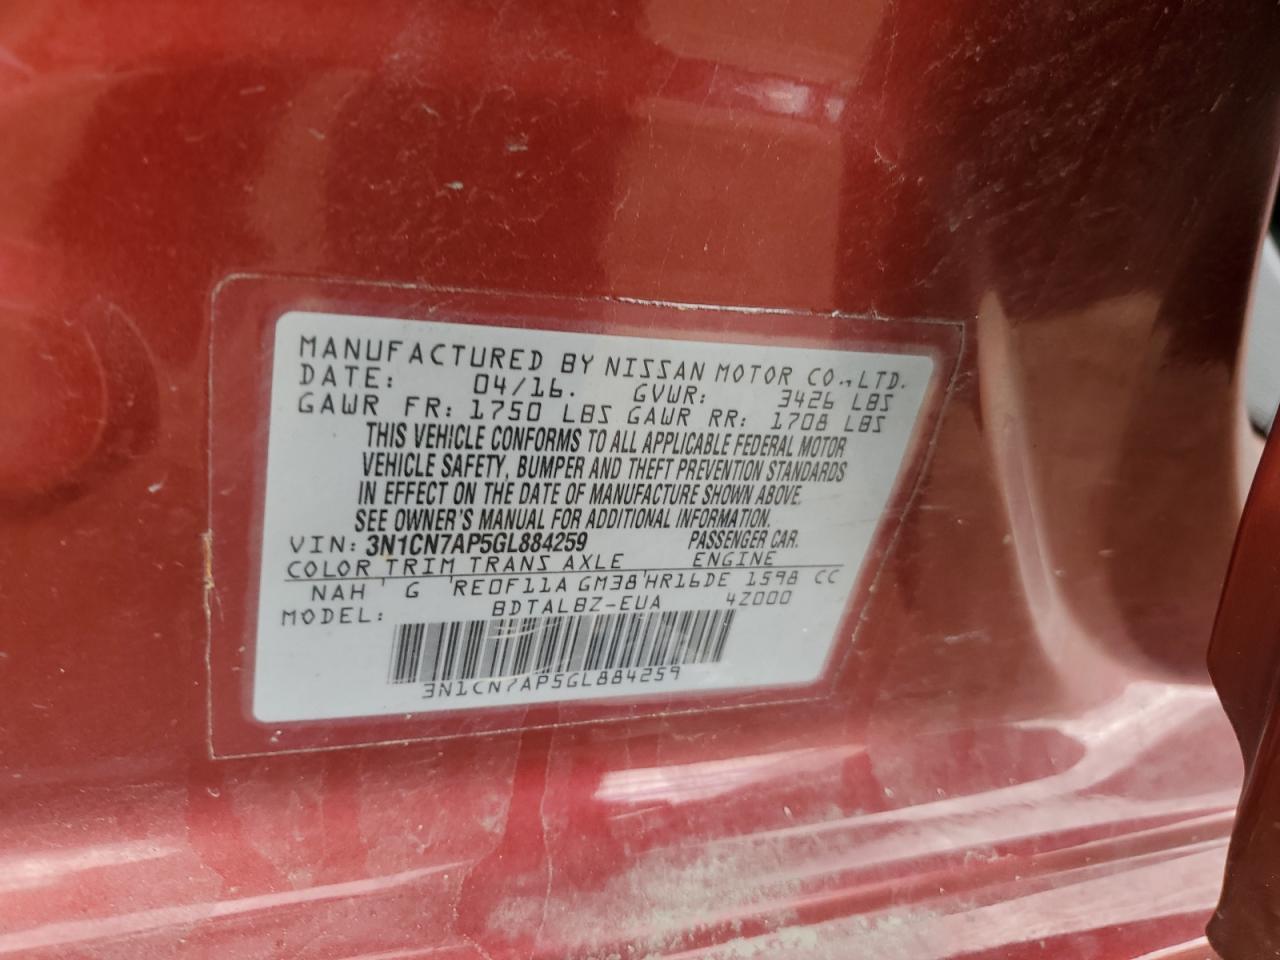 MANUFACTURED BY NISSAN MOTOR CO.,LTD.
DATE: 04/16. GVWR: 3426 LBS
GAWR FR: 1750 LBS GAWR RR: 1708 LBS
THIS VEHICLE CONFORMS TO ALL APPLICABLE FEDERAL MOTOR
VEHICLE SAFETY, BUMPER AND THEFT PREVENTION STANDARDS
IN EFFECT ON THE DATE OF MANUFACTURE SHOWN ABOVE.
SEE OWNER'S MANUAL FOR ADDITIONAL INFORMATION.
VIN: 3N1CN7AP5GL884259 PASSENGER CAR.
COLOR TRIM TRANS AXLE ENGINE
NAH G RE0F11A GM38 HR16DE 1598 CC
MODEL: BDTALBZ-EUA 4Z000
3N1CN7AP5GL884259